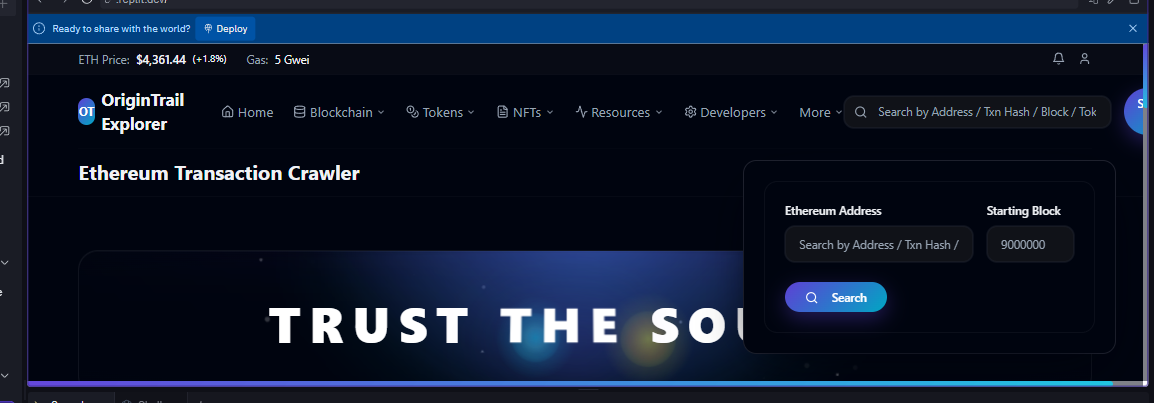 Ready to share with the world? Deploy
ETH Price: $4,361.44 (+1.8%) Gas: 5 Gwei
OT OriginTrail Explorer
Home Blockchain Tokens NFTs Resources Developers More Search by Address / Txn Hash / Block / Tok
Ethereum Transaction Crawler
Ethereum Address Starting Block
Search by Address / Txn Hash / 9000000
Search
TRUST THE SOU